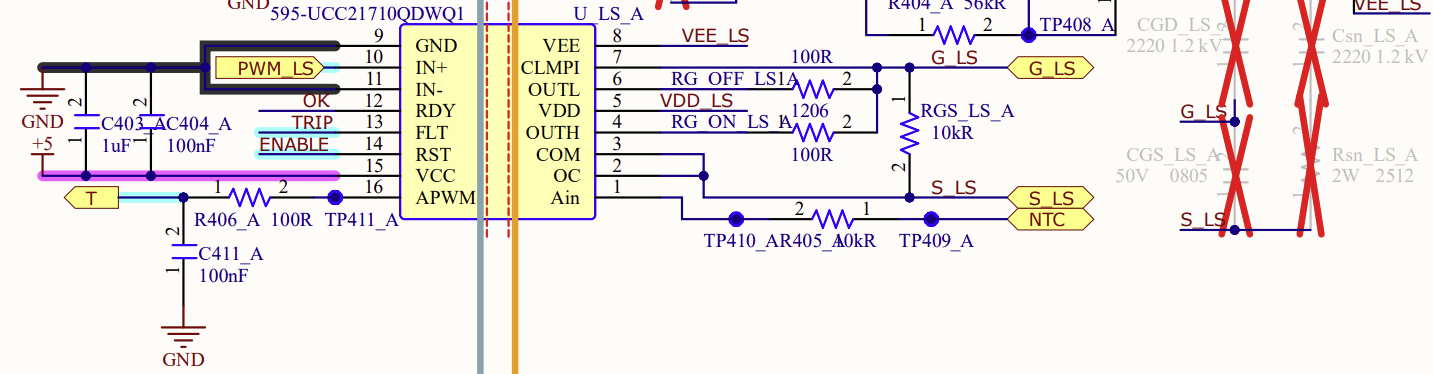 GND
595-UCC21710QDWQ1
U_LS_A
R404_A 56kR
1
2
TP408_A
VEE_LS
9 GND VEE 8 VEE_LS
PWM_LS 10 IN+ CLMPI 7 100R G_LS G_LS
11 IN- OUTL 6 RG_OFF_LS1A 2
OK 12 RDY VDD 5 VDD_LS 1206
TRIP 13 FLT OUTH 4 RG_ON_LS_1A 2
ENABLE 14 RST COM 3 100R
15 VCC OC 2
T 1 2 16 APWM Ain 1 S_LS S_LS
NTC
GND
+5
2
1
C403_A
1uF
2
1
C404_A
100nF
R406_A 100R
TP411_A
2
1
C411_A
100nF
GND
1
2
RGS_LS_A
10kR
TP410_A
2
1
R405_A
10kR
TP409_A
CGD_LS_
2220 1.2 kV
Csn_LS_A
2220 1.2 kV
G_LS
CGS_LS_A
50V 0805
Rsn_LS_A
2W 2512
S_LS